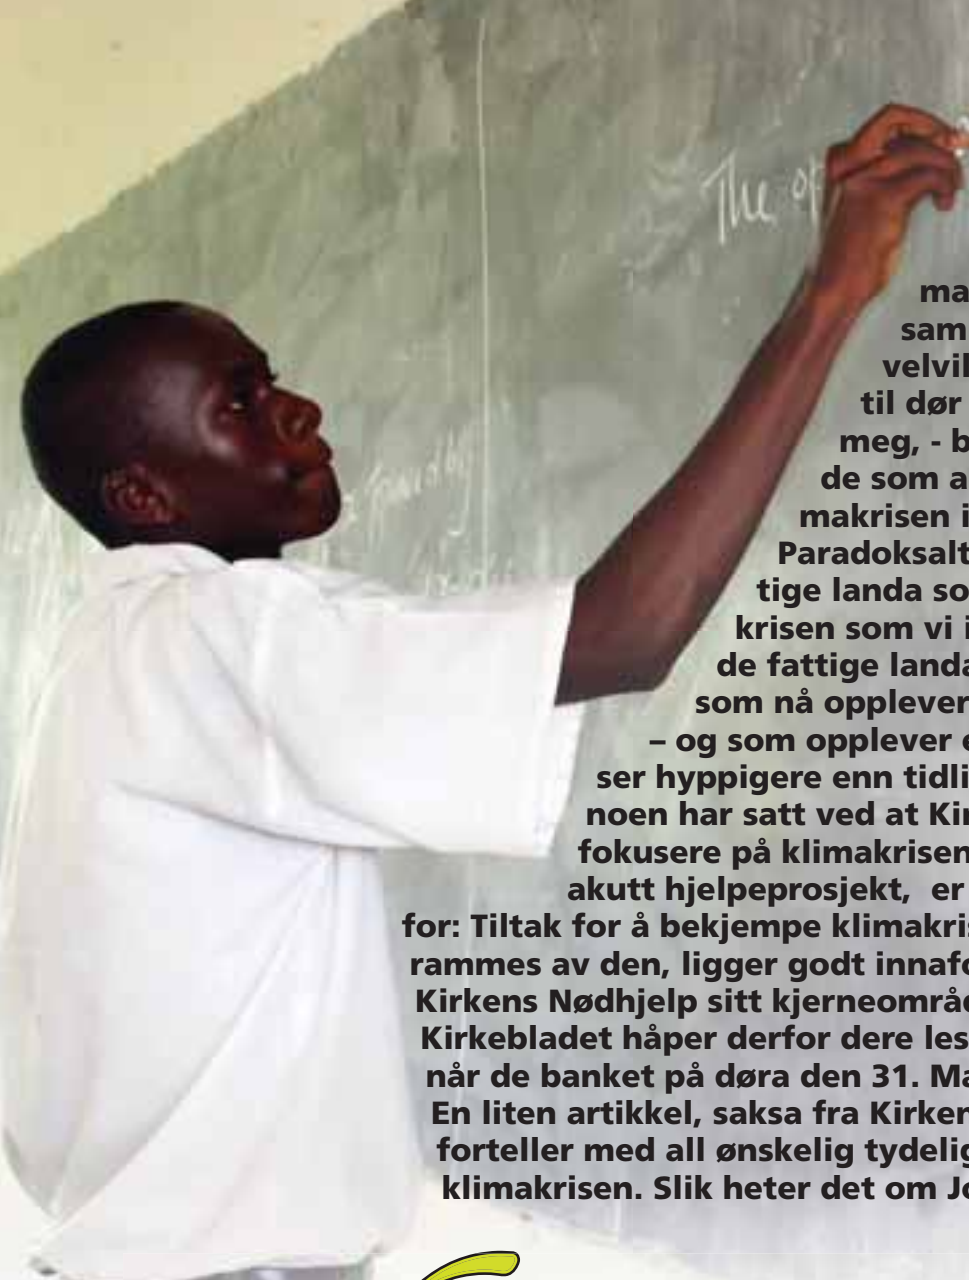 The
ma
sam
velvil
til dør
meg, - b
de som a
makrisen i
Paradoksalt
tige landa so
krisen som vi i
de fattige landa
som nå opplever
– og som opplever e
ser hyppigere enn tidli
noen har satt ved at Kir
fokusere på klimakrisen
akutt hjelpeprosjekt, er
for: Tiltak for å bekjempe klimakris
rammes av den, ligger godt innafo
Kirkens Nødhjelp sitt kjerneområd
Kirkebladet håper derfor dere les
når de banket på døra den 31. Ma
En liten artikkel, saksa fra Kirken
forteller med all ønskelig tydelig
klimakrisen. Slik heter det om Jo